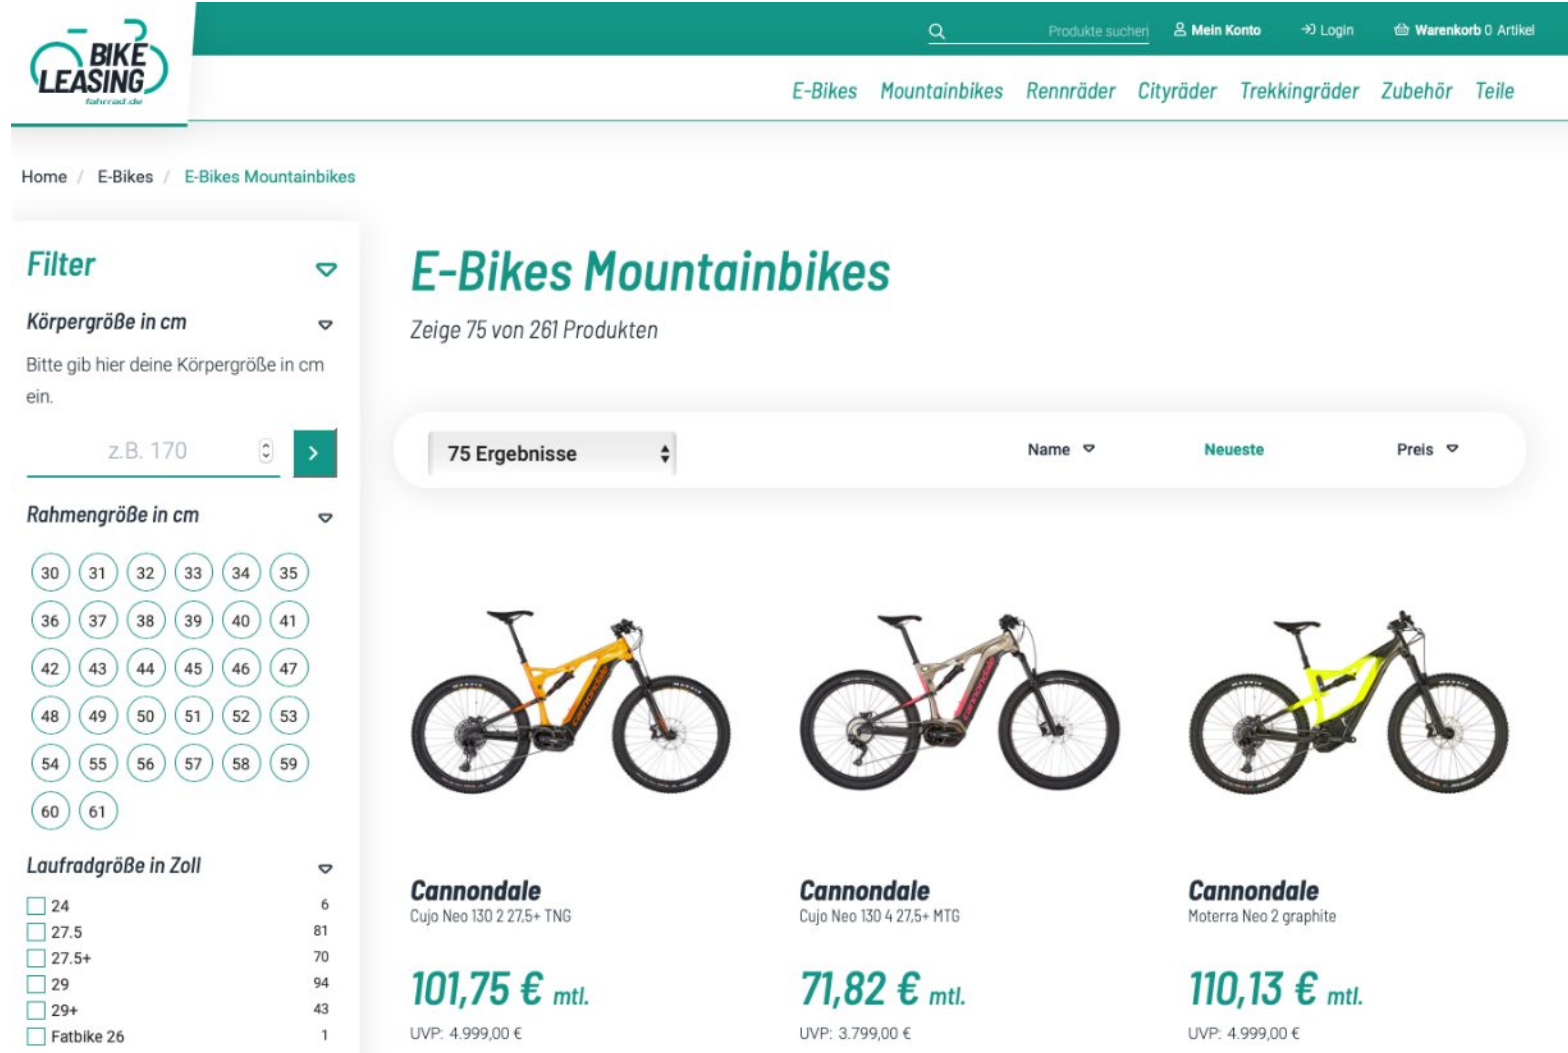 BIKE
LEASING
fahrrad.de
Produkte suchen
Mein Konto
Login
Warenkorb 0 Artikel
E-Bikes Mountainbikes Rennräder Cityräder Trekkingräder Zubehör Teile
Home / E-Bikes / E-Bikes Mountainbikes
Filter
Körpergröße in cm
Bitte gib hier deine Körpergröße in cm
ein.
z.B. 170
Rahmengröße in cm
30 31 32 33 34 35
36 37 38 39 40 41
42 43 44 45 46 47
48 49 50 51 52 53
54 55 56 57 58 59
60 61
Laufradgröße in Zoll
24 6
27.5 81
27.5+ 70
29 94
29+ 43
Fatbike 26 1
E-Bikes Mountainbikes
Zeige 75 von 261 Produkten
75 Ergebnisse
Name
Neueste
Preis
cannondale
cannondale
Cannondale
Cujo Neo 130 2 27,5+ TNG
101,75 € mtl.
UVP: 4.999,00 €
Cannondale
Cujo Neo 130 4 27,5+ MTG
71,82 € mtl.
UVP: 3.799,00 €
Cannondale
Moterra Neo 2 graphite
110,13 € mtl.
UVP: 4.999,00 €